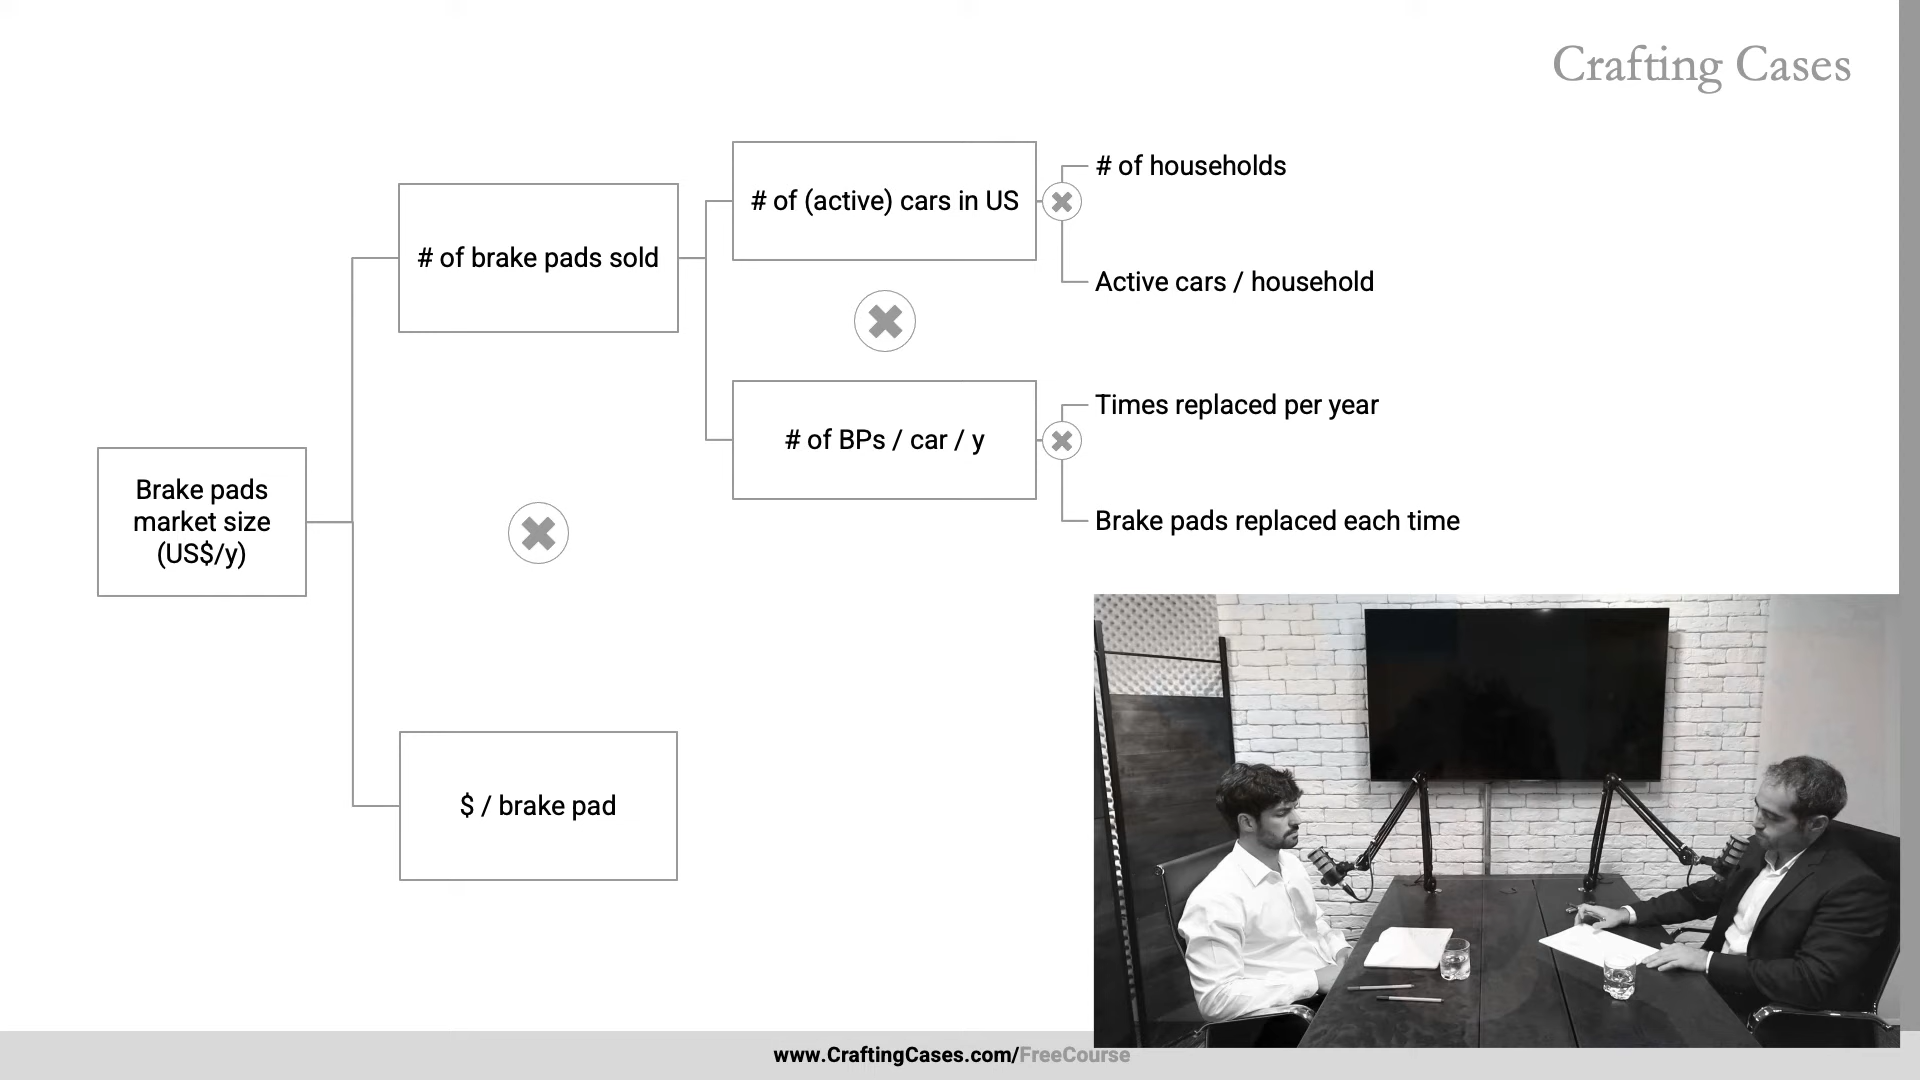 Crafting Cases
# of households
# of (active) cars in US
# of brake pads sold
Active cars / household
Times replaced per year
# of BPs / car / y
Brake pads
market size
(US$/y)
Brake pads replaced each time
$ / brake pad
www.CraftingCases.com/FreeCourse